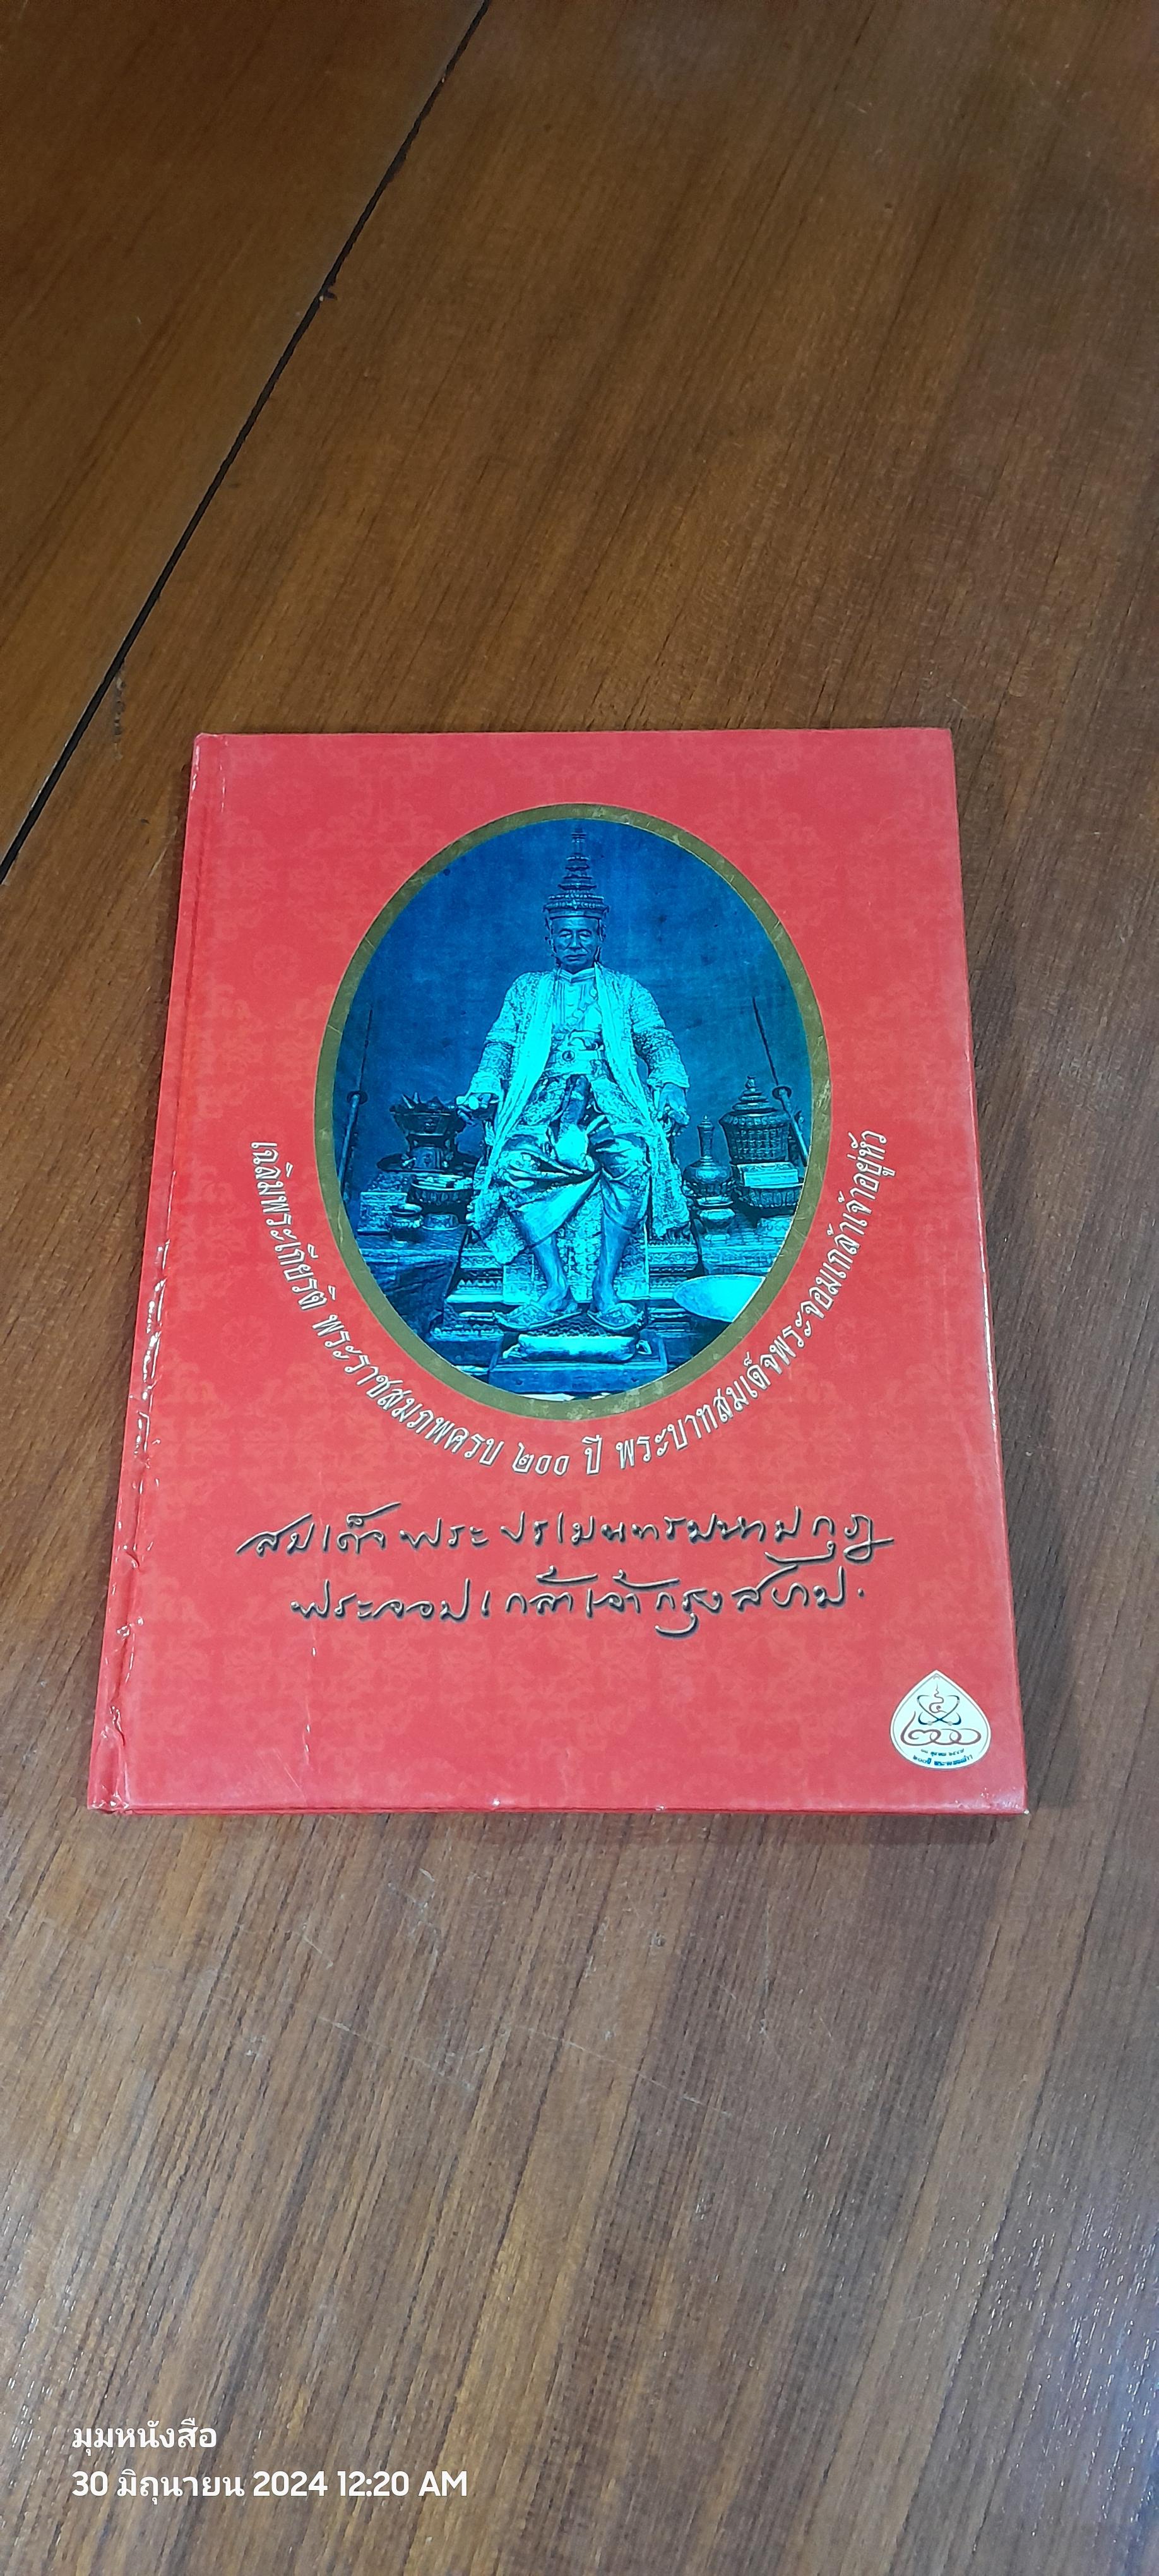 เฉลิมพระเกียรติ พระราชสมภพครบ ๒๐๐ ปี พระบาทสมเด็จพระจอมเกล้าเจ้าอยู่หัว
สมเด็จพระปรเมนทรมหามกุฎ
พระจอมเกล้าเจ้ากรุงสยาม.
๒๐๐
มุมหนังสือ
30 มิถุนายน 2024 12:20 AM